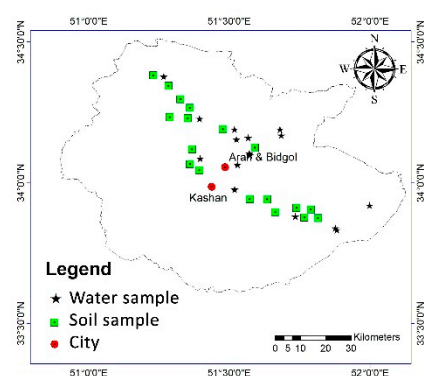 51°0'0"E 51°30'0"E 52°0'0"E
34°30'0"N
34°30'0"N
N
W E
S
Aran & Bidgol
34°0'0"N
34°0'0"N
Kashan
Legend
Water sample
Soil sample
City
Kilometers
0 5 10 20 30
33°30'0"N
33°30'0"N
51°0'0"E 51°30'0"E 52°0'0"E